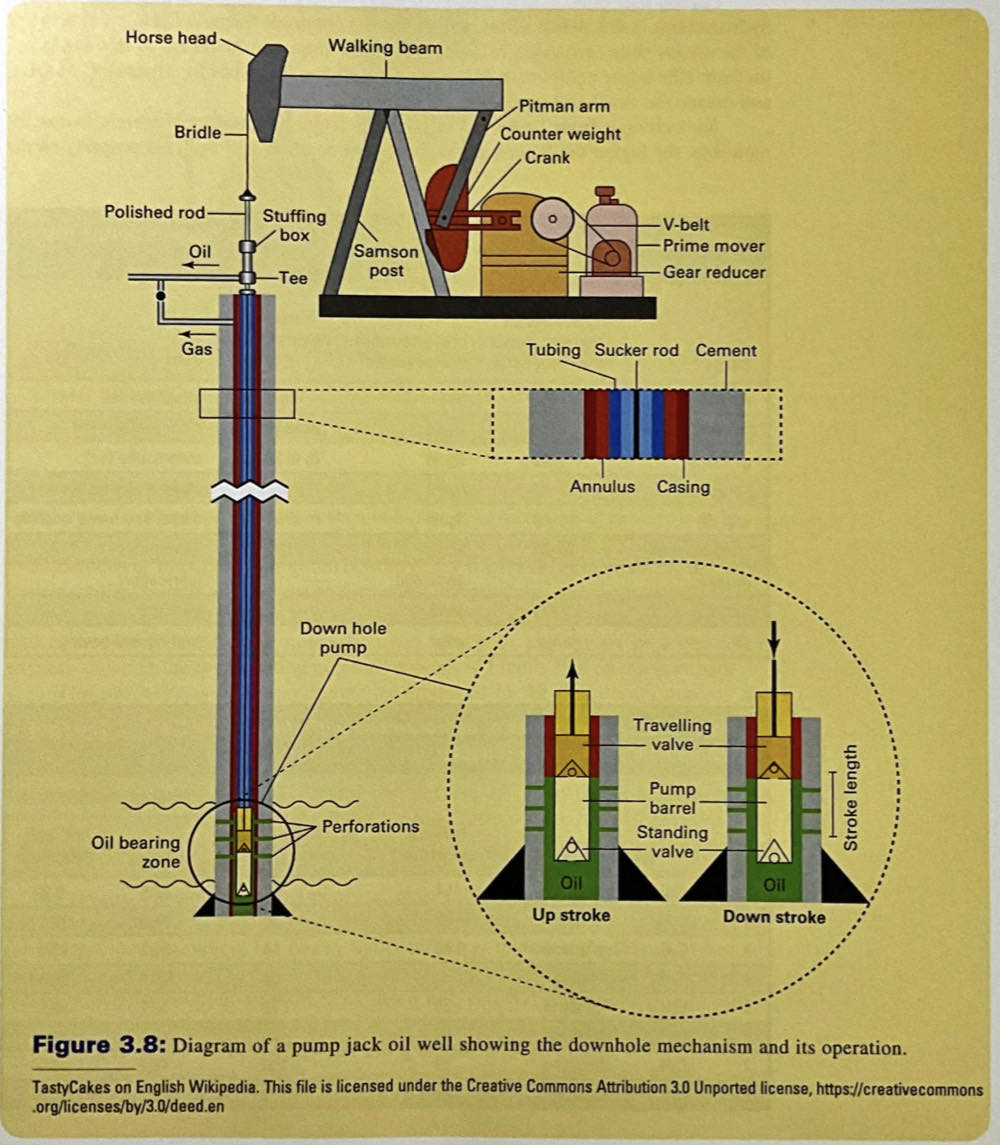 Horse head
Walking beam
Pitman arm
Bridle
Counter weight
Crank
Polished rod
Stuffing
box
V-belt
Oil
Samson
post
Prime mover
Tee
Gear reducer
Gas
Tubing
Sucker rod
Cement
Annulus
Casing
Down hole
pump
Travelling
valve
Stroke length
Pump
barrel
Perforations
Standing
valve
Oil bearing
zone
Oil
Oil
Up stroke
Down stroke
Figure 3.8: Diagram of a pump jack oil well showing the downhole mechanism and its operation.
TastyCakes on English Wikipedia. This file is licensed under the Creative Commons Attribution 3.0 Unported license, https://creativecommons
.org/licenses/by/3.0/deed.en